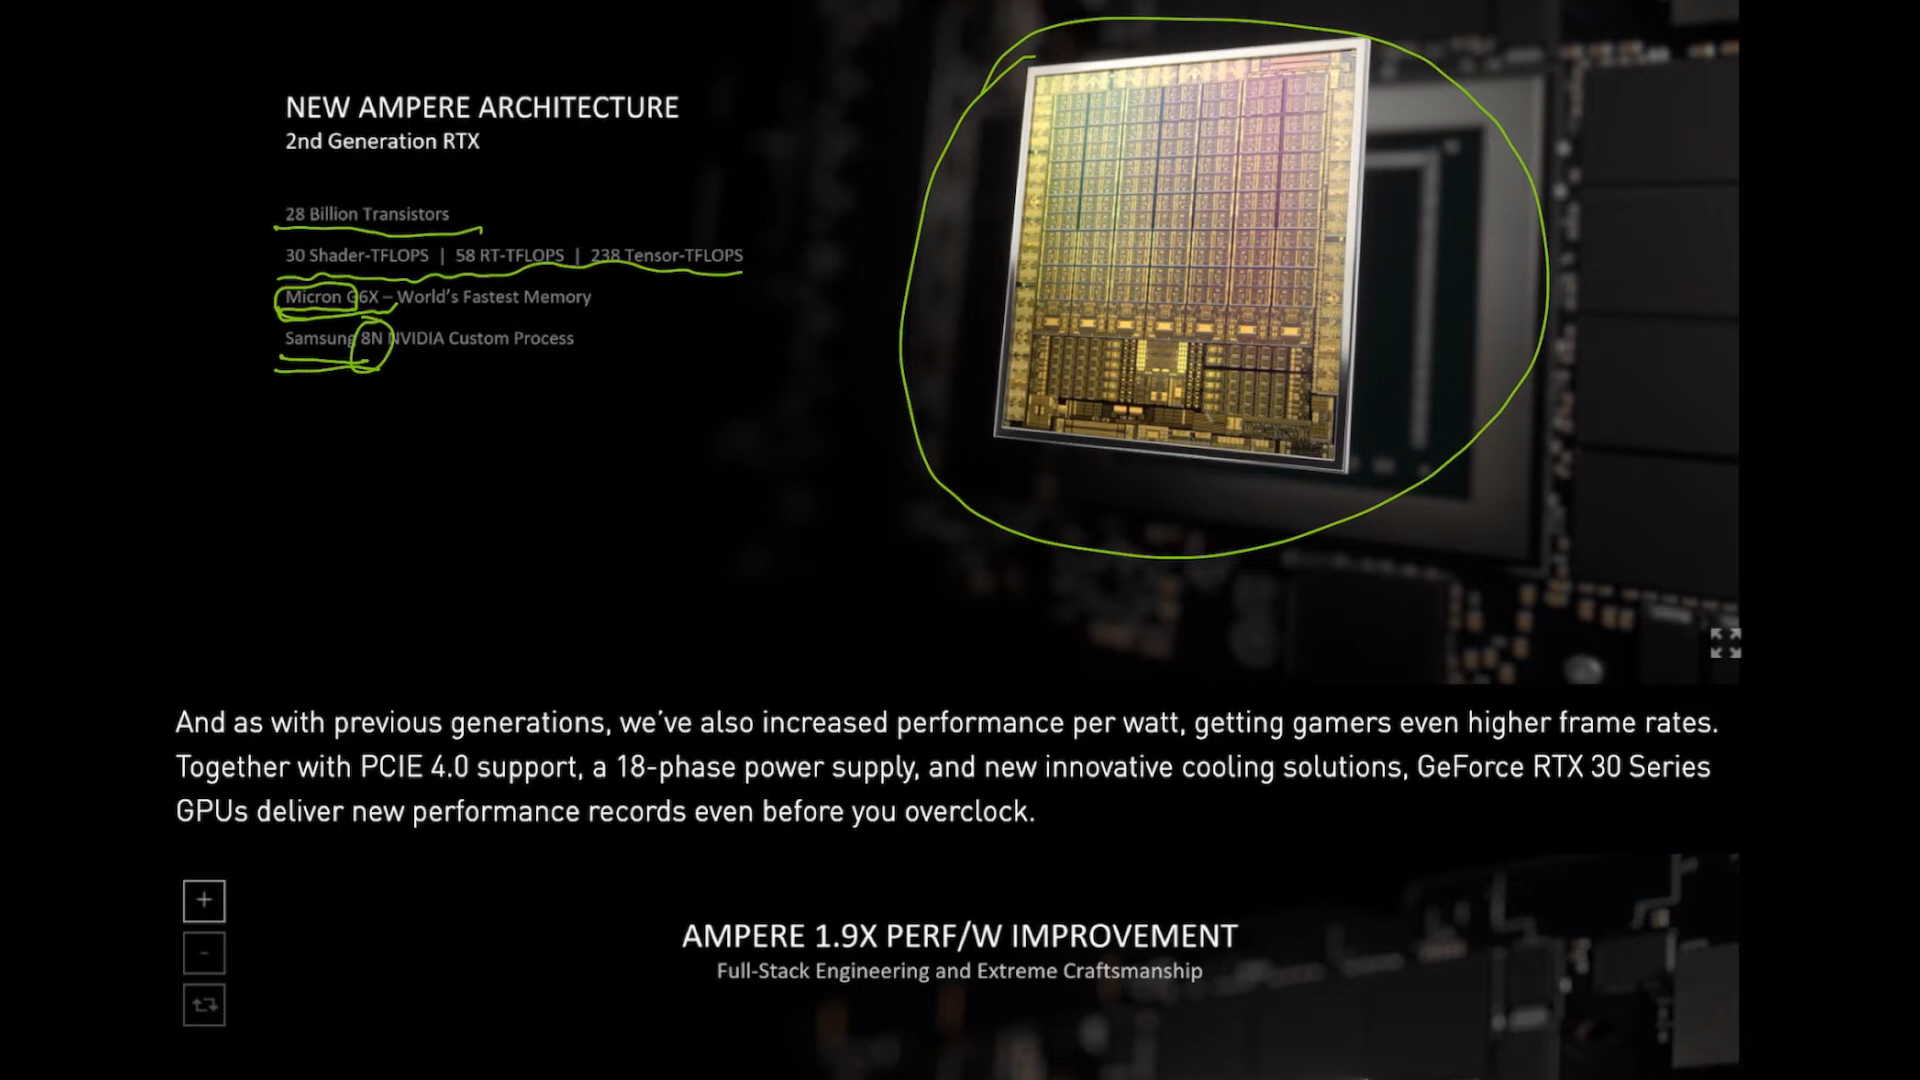 NEW AMPERE ARCHITECTURE
2nd Generation RTX
28 Billion Transistors
30 Shader-TFLOPS | 58 RT-TFLOPS | 238 Tensor-TFLOPS
Micron G6X – World's Fastest Memory
Samsung 8N NVIDIA Custom Process
And as with previous generations, we've also increased performance per watt, getting gamers even higher frame rates.
Together with PCIE 4.0 support, a 18-phase power supply, and new innovative cooling solutions, GeForce RTX 30 Series
GPUs deliver new performance records even before you overclock.
AMPERE 1.9X PERF/W IMPROVEMENT
Full-Stack Engineering and Extreme Craftsmanship